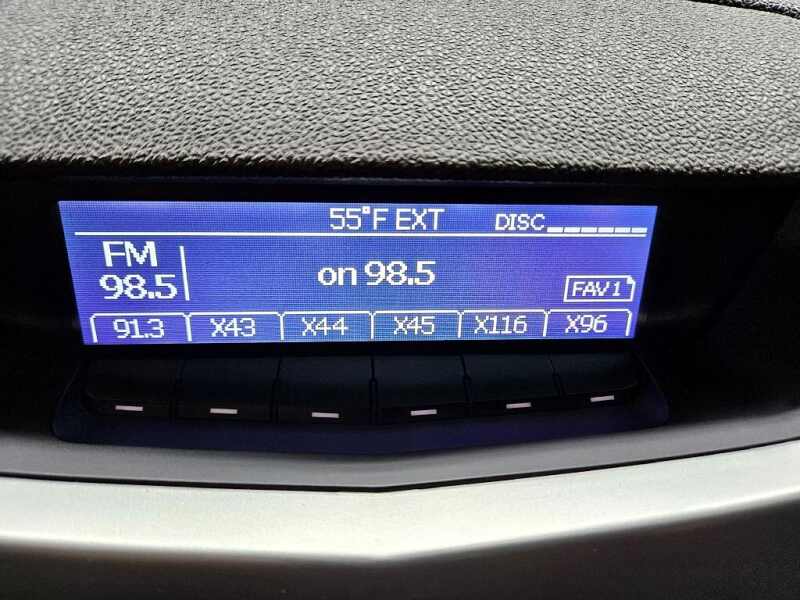 55°F EXT DISC
FM
98.5
on 98.5
FAV1
91.3 X43 X44 X45 X116 X96